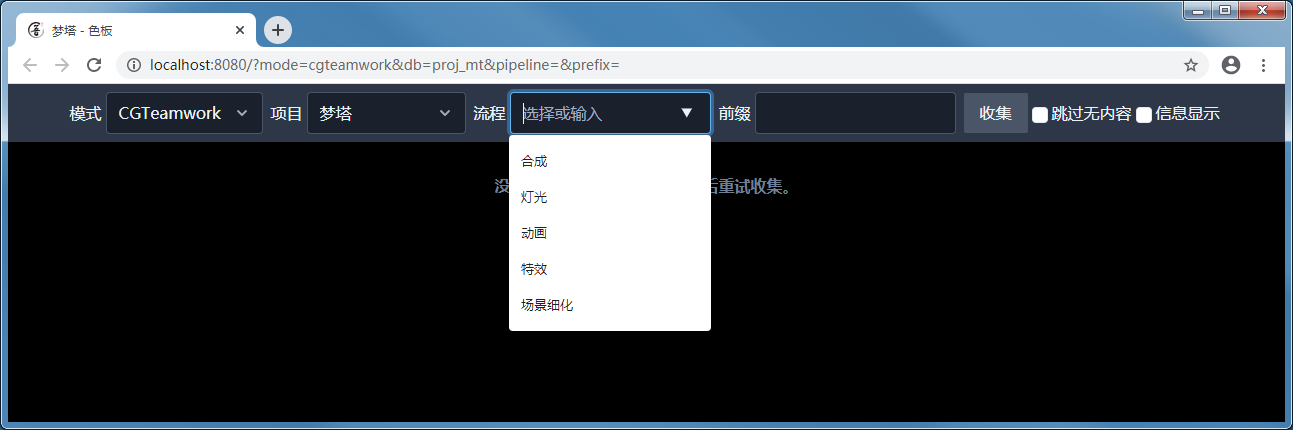 梦塔 - 色板
localhost:8080/?mode=cgteamwork&db=proj_mt&pipeline=&prefix=
模式 CGTeamwork 项目 梦塔 流程 选择或输入 前缀 收集 跳过无内容 信息显示
合成
没 后重试收集。
灯光
动画
特效
场景细化